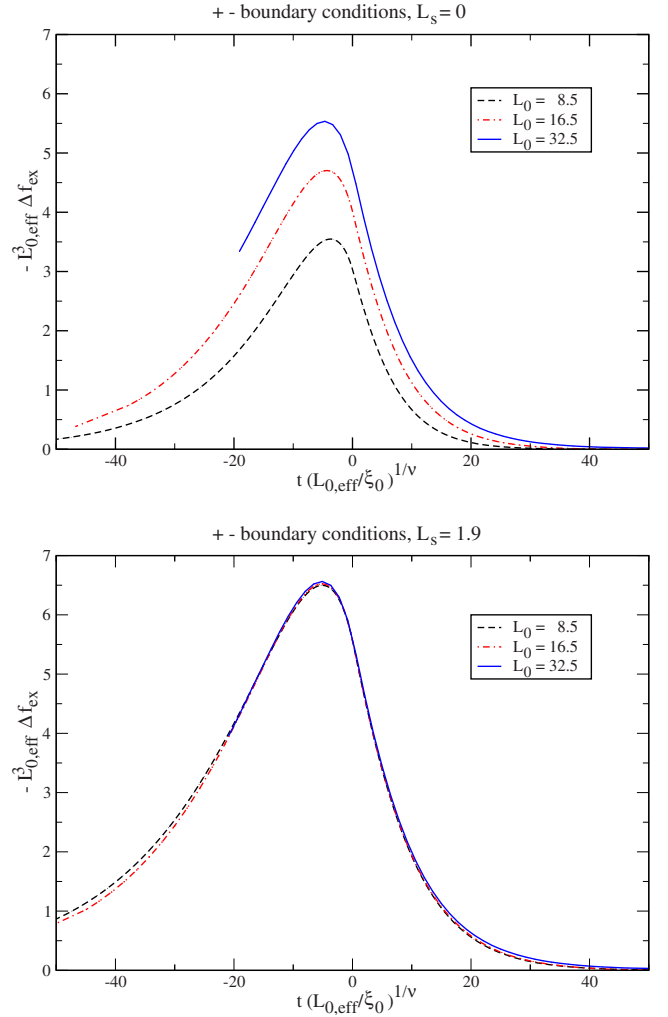 + - boundary conditions, L_s = 0
7
6
5
4
3
2
1
0
- L^3_{0,eff} Δf_ex
L_0 = 8.5
L_0 = 16.5
L_0 = 32.5
-40 -20 0 20 40
t (L_{0,eff}/ξ_0)^{1/ν}
+ - boundary conditions, L_s = 1.9
7
6
5
4
3
2
1
0
- L^3_{0,eff} Δf_ex
L_0 = 8.5
L_0 = 16.5
L_0 = 32.5
-40 -20 0 20 40
t (L_{0,eff}/ξ_0)^{1/ν}